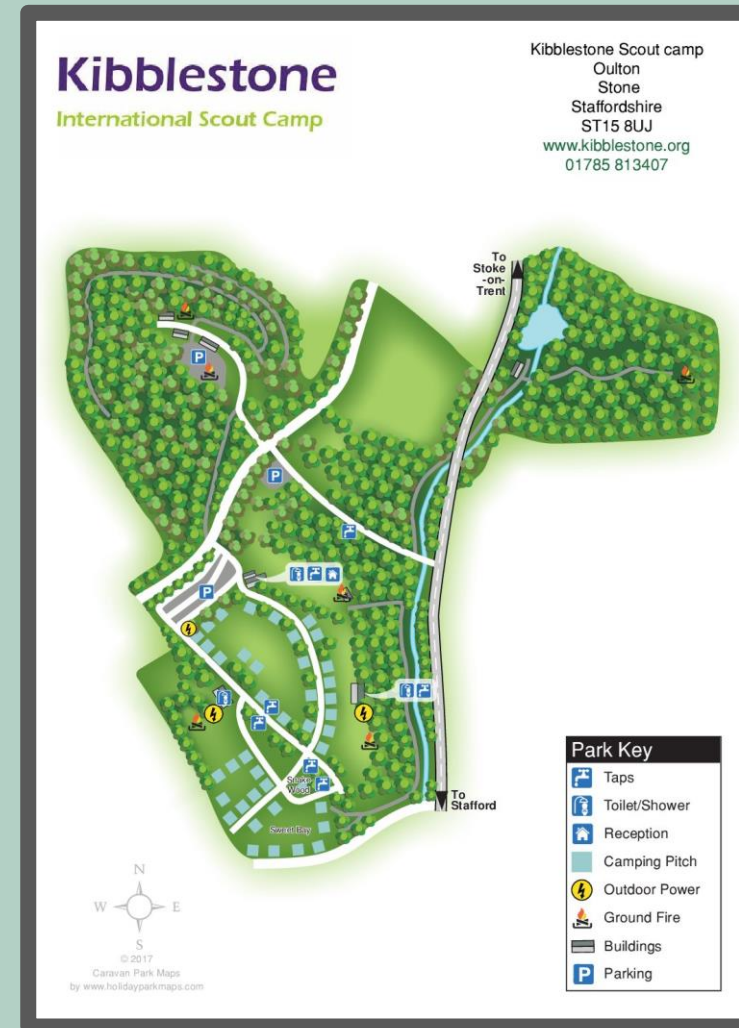 Kibblestone
International Scout Camp
Kibblestone Scout camp
Oulton
Stone
Staffordshire
ST15 8UJ
www.kibblestone.org
01785 813407
To
Stoke
-on-
Trent
P
P
P
Wood
To
Stafford
Park Key
Taps
Toilet/Shower
Reception
Camping Pitch
Outdoor Power
Ground Fire
Buildings
P Parking
N
W E
S
© 2017
Caravan Park Maps
by www.holidayparkmaps.com